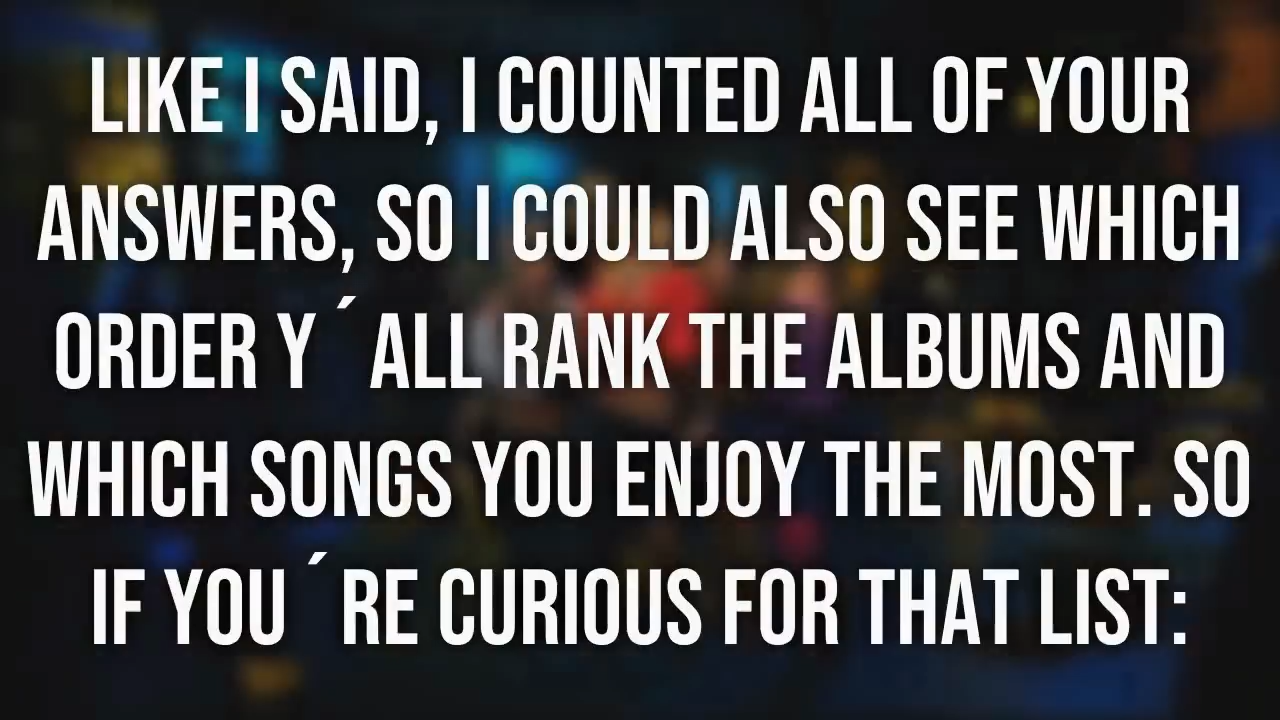 LIKE I SAID, I COUNTED ALL OF YOUR
ANSWERS, SO I COULD ALSO SEE WHICH
ORDER Y´ALL RANK THE ALBUMS AND
WHICH SONGS YOU ENJOY THE MOST. SO
IF YOU´RE CURIOUS FOR THAT LIST: